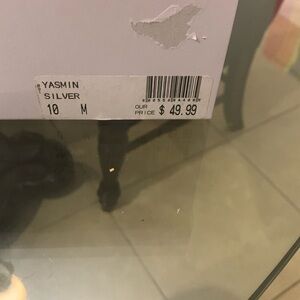 YASMIN
SILVER
10 M
OUR PRICE $ 49.99